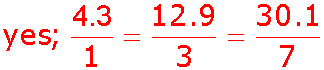 yes; 4.3/1 = 12.9/3 = 30.1/7